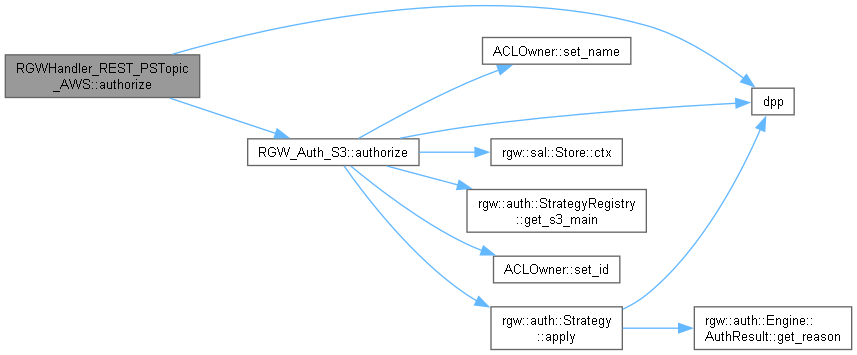 RGWHandler_REST_PSTopic
_AWS::authorize
ACLOwner::set_name
dpp
RGW_Auth_S3::authorize
rgw::sal::Store::ctx
rgw::auth::StrategyRegistry
::get_s3_main
ACLOwner::set_id
rgw::auth::Strategy
::apply
rgw::auth::Engine::
AuthResult::get_reason